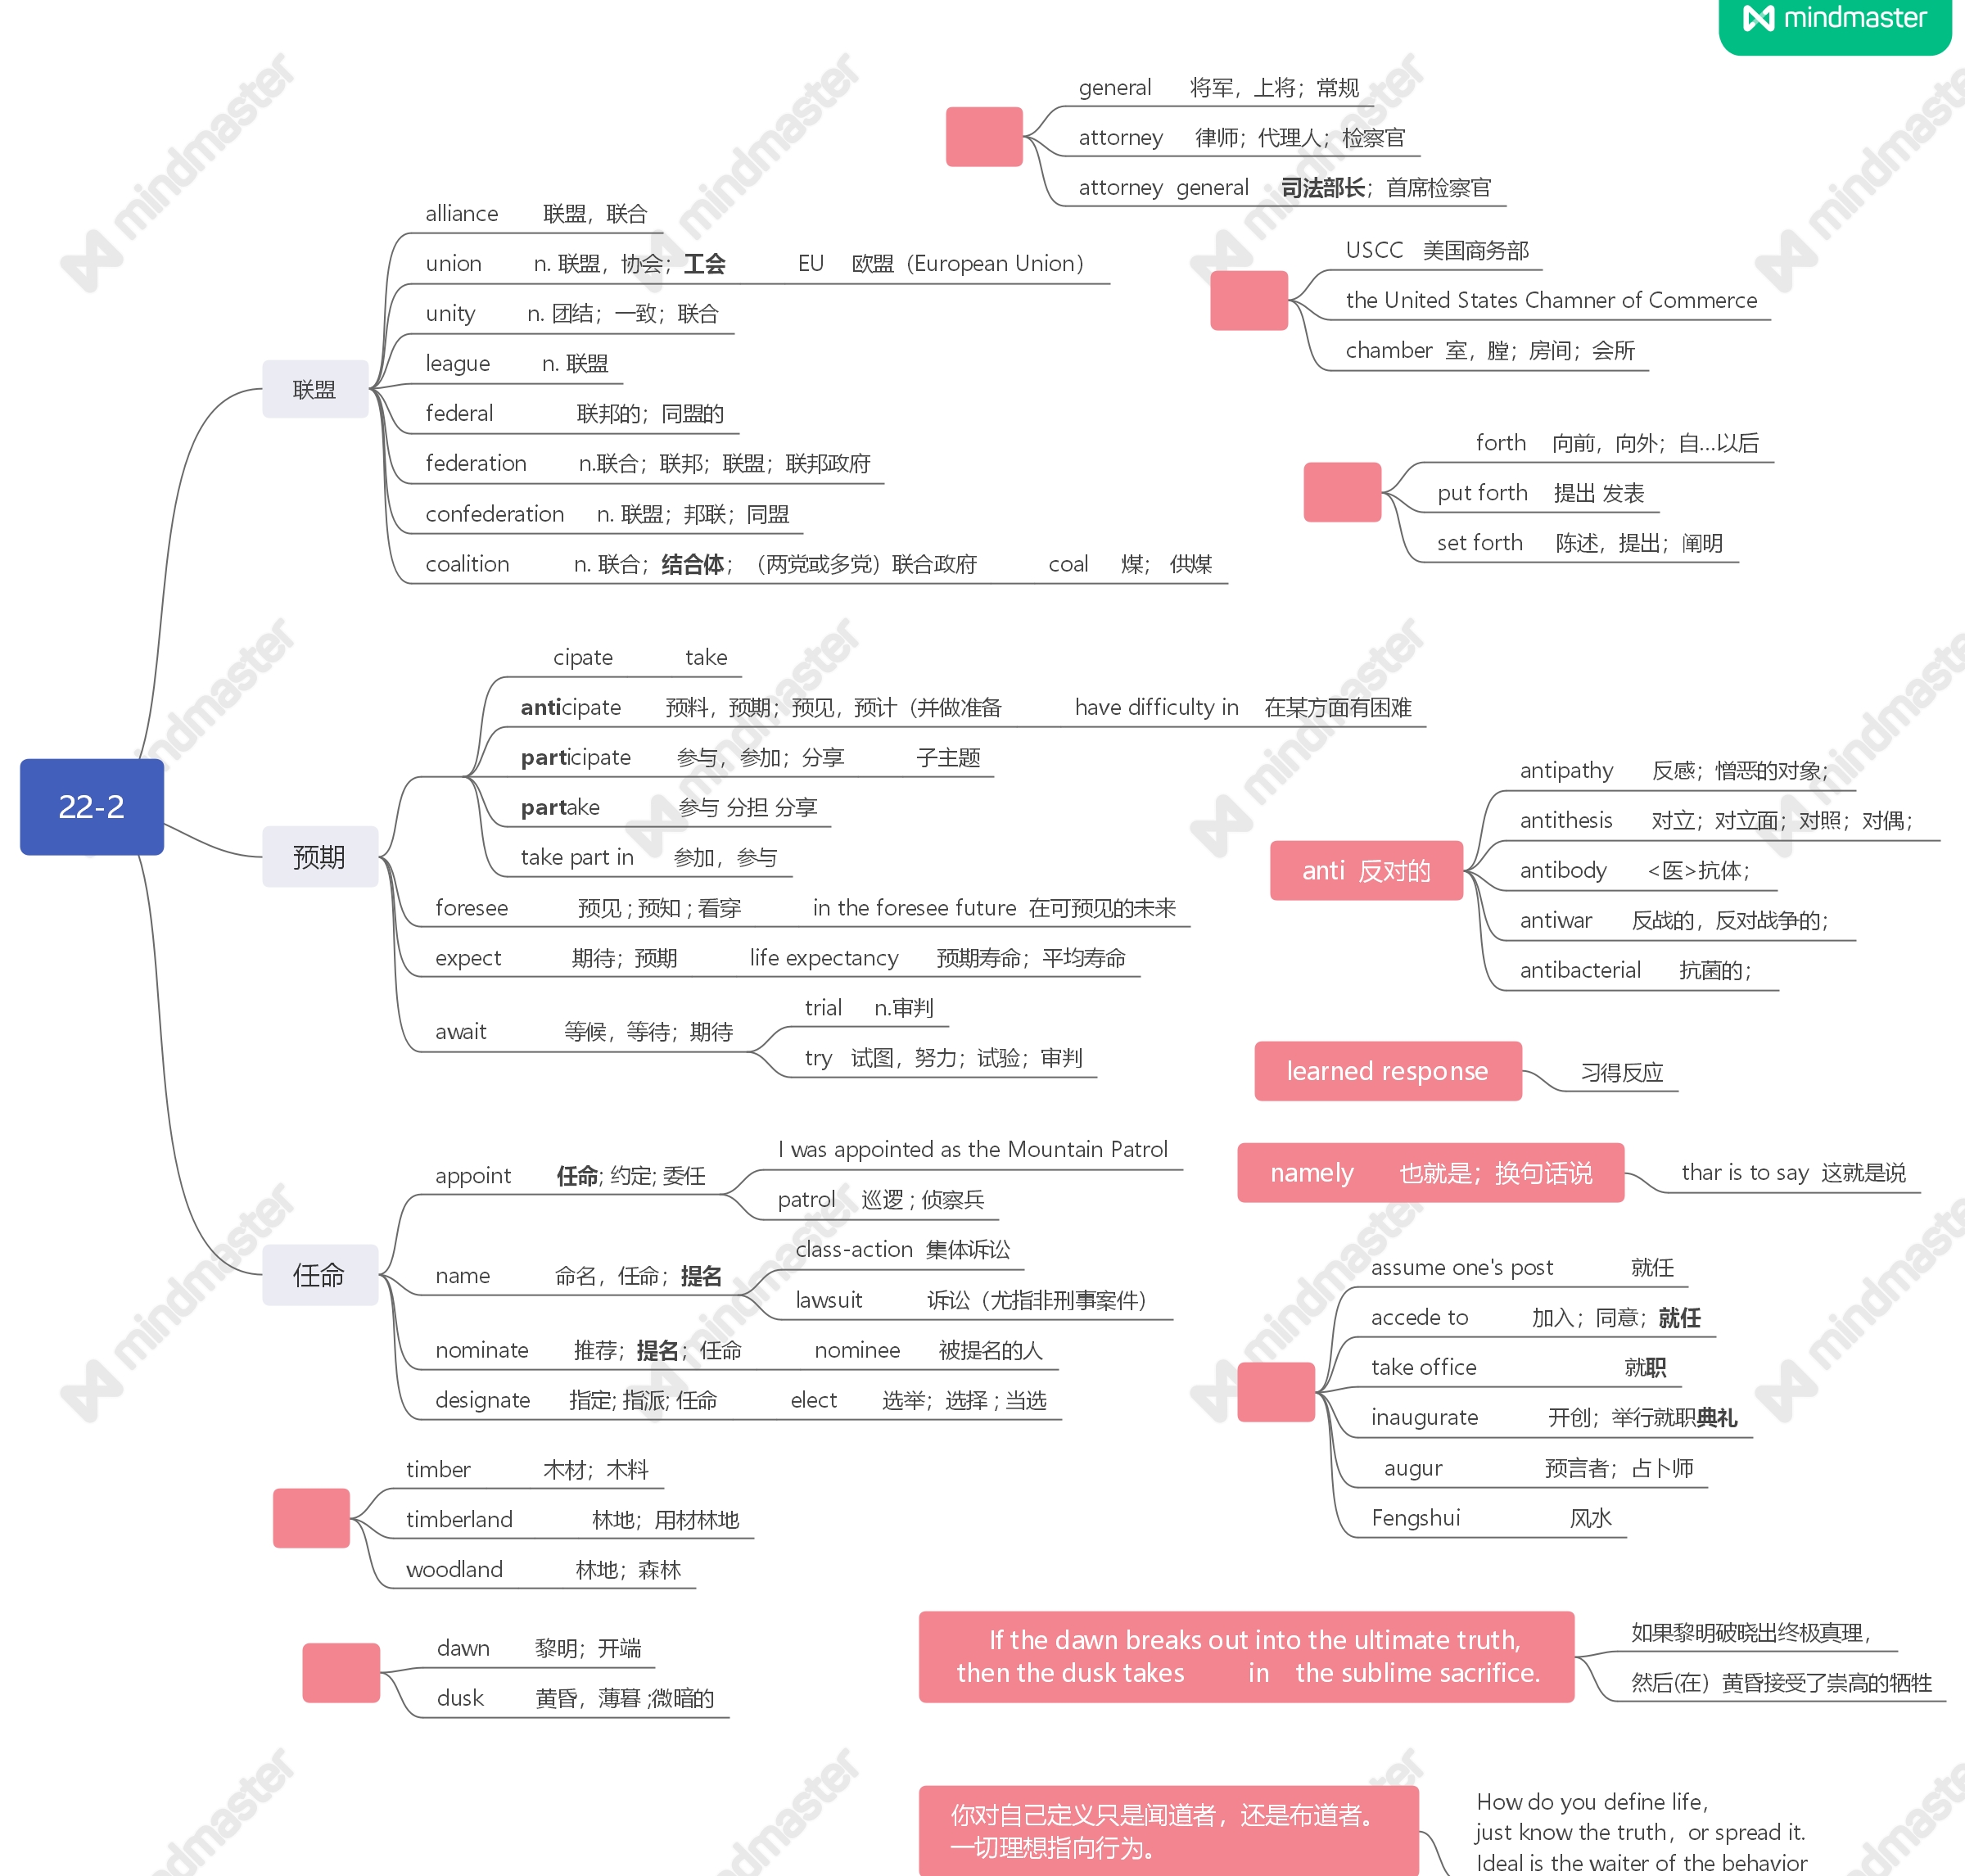 mindmaster
22-2
联盟
alliance 联盟，联合
union n. 联盟，协会；工会 EU 欧盟（European Union）
unity n. 团结；一致；联合
league n. 联盟
federal 联邦的；同盟的
federation n.联合；联邦；联盟；联邦政府
confederation n. 联盟；邦联；同盟
coalition n. 联合；结合体；（两党或多党）联合政府 coal 煤； 供煤
预期
cipate take
anticipate 预料，预期；预见，预计（并做准备 have difficulty in 在某方面有困难
participate 参与，参加；分享 子主题
partake 参与 分担 分享
take part in 参加，参与
foresee 预见；预知；看穿 in the foresee future 在可预见的未来
expect 期待；预期 life expectancy 预期寿命；平均寿命
await 等候，等待；期待
trial n.审判
try 试图，努力；试验；审判
任命
appoint 任命; 约定; 委任
I was appointed as the Mountain Patrol
patrol 巡逻；侦察兵
name 命名，任命；提名
class-action 集体诉讼
lawsuit 诉讼（尤指非刑事案件）
nominate 推荐；提名；任命 nominee 被提名的人
designate 指定; 指派; 任命 elect 选举；选择；当选
timber 木材；木料
timberland 林地；用材林地
woodland 林地；森林
dawn 黎明；开端
dusk 黄昏，薄暮 ;微暗的
general 将军，上将；常规
attorney 律师；代理人；检察官
attorney general 司法部长；首席检察官
USCC 美国商务部
the United States Chamner of Commerce
chamber 室，膛；房间；会所
forth 向前，向外；自...以后
put forth 提出 发表
set forth 陈述，提出；阐明
anti 反对的
antipathy 反感；憎恶的对象；
antithesis 对立；对立面；对照；对偶；
antibody <医>抗体；
antiwar 反战的，反对战争的；
antibacterial 抗菌的；
learned response
习得反应
namely 也就是；换句话说
thar is to say 这就是说
assume one's post 就任
accede to 加入；同意；就任
take office 就职
inaugurate 开创；举行就职典礼
augur 预言者；占卜师
Fengshui 风水
If the dawn breaks out into the ultimate truth,
then the dusk takes in the sublime sacrifice.
如果黎明破晓出终极真理，
然后(在）黄昏接受了崇高的牺牲
你对自己定义只是闻道者，还是布道者。
一切理想指向行为。
How do you define life,
just know the truth，or spread it.
Ideal is the waiter of the behavior